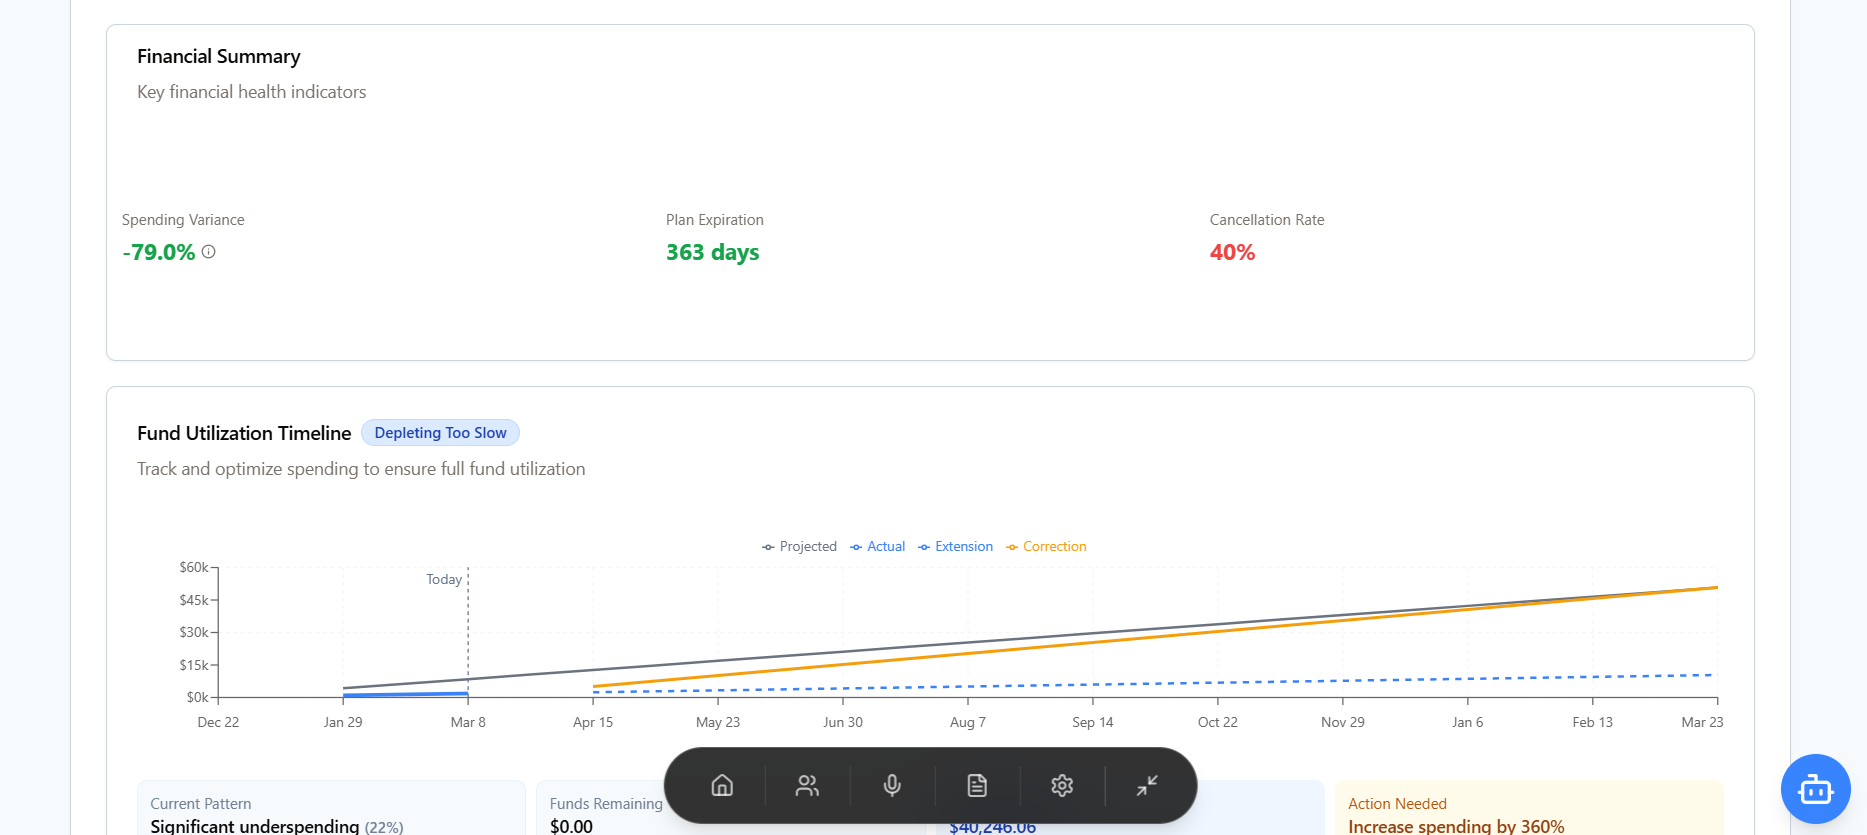 Financial Summary
Key financial health indicators
Spending Variance
-79.0%
Plan Expiration
363 days
Cancellation Rate
40%
Fund Utilization Timeline
Depleting Too Slow
Track and optimize spending to ensure full fund utilization
Projected Actual Extension Correction
Today
$60k
$45k
$30k
$15k
$0k
Dec 22 Jan 29 Mar 8 Apr 15 May 23 Jun 30 Aug 7 Sep 14 Oct 22 Nov 29 Jan 6 Feb 13 Mar 23
Current Pattern
Significant underspending (22%)
Funds Remaining
$0.00
$40,246.06
Action Needed
Increase spending by 360%